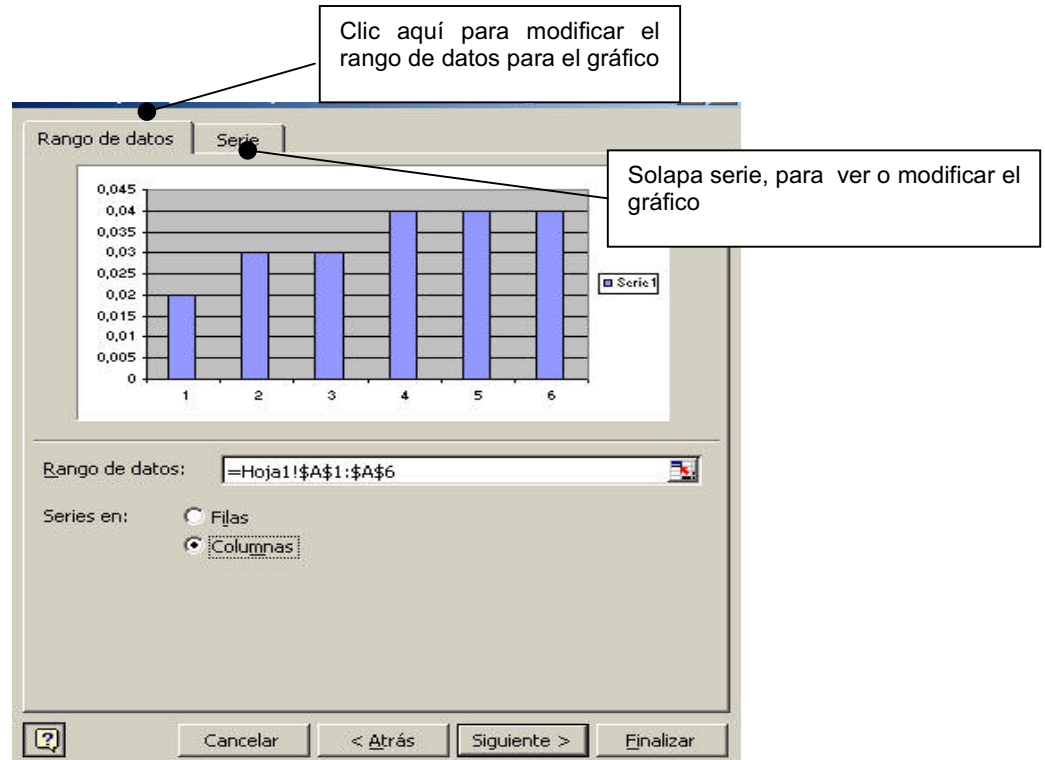 Clic aquí para modificar el
rango de datos para el gráfico
Rango de datos
Serie
Solapa serie, para ver o modificar el
gráfico
0,045
0,04
0,035
0,03
0,025
0,02
0,015
0,01
0,005
0
1 2 3 4 5 6
Serie1
Rango de datos:
=Hoja1!$A$1:$A$6
Series en:
Filas
Columnas
Cancelar
< Atrás
Siguiente >
Finalizar